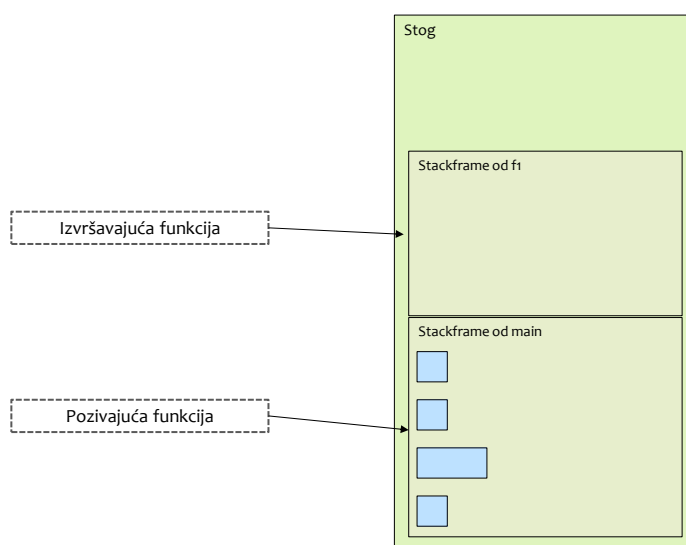 Stog
Stackframe od f1
Izvršavajuća funkcija
Stackframe od main
Pozivajuća funkcija